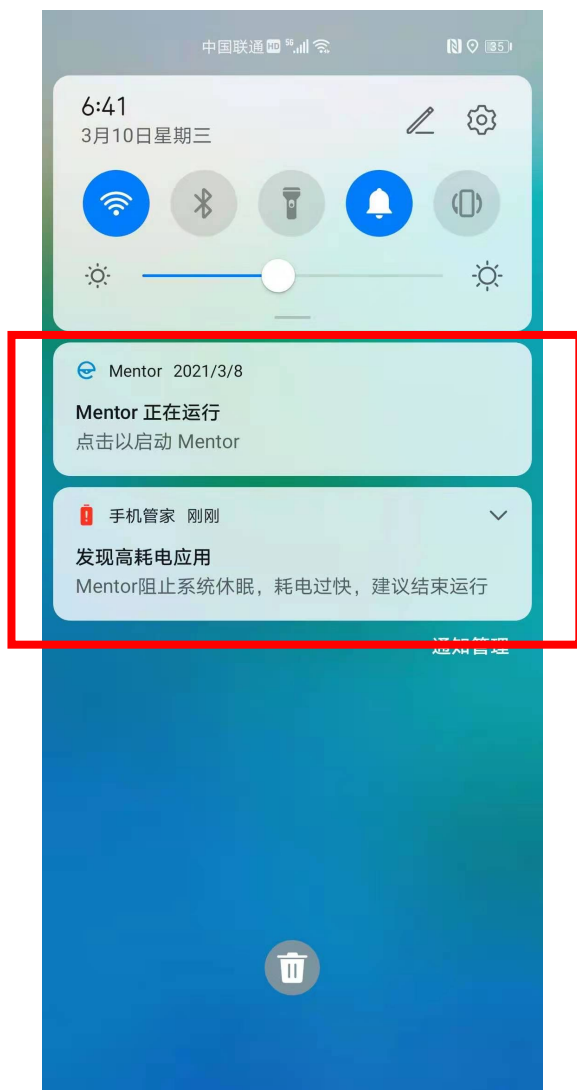 中国联通 HD 5G 35
6:41
3月10日星期三
Mentor 2021/3/8
Mentor 正在运行
点击以启动 Mentor
手机管家 刚刚
发现高耗电应用
Mentor阻止系统休眠，耗电过快，建议结束运行
通知管理